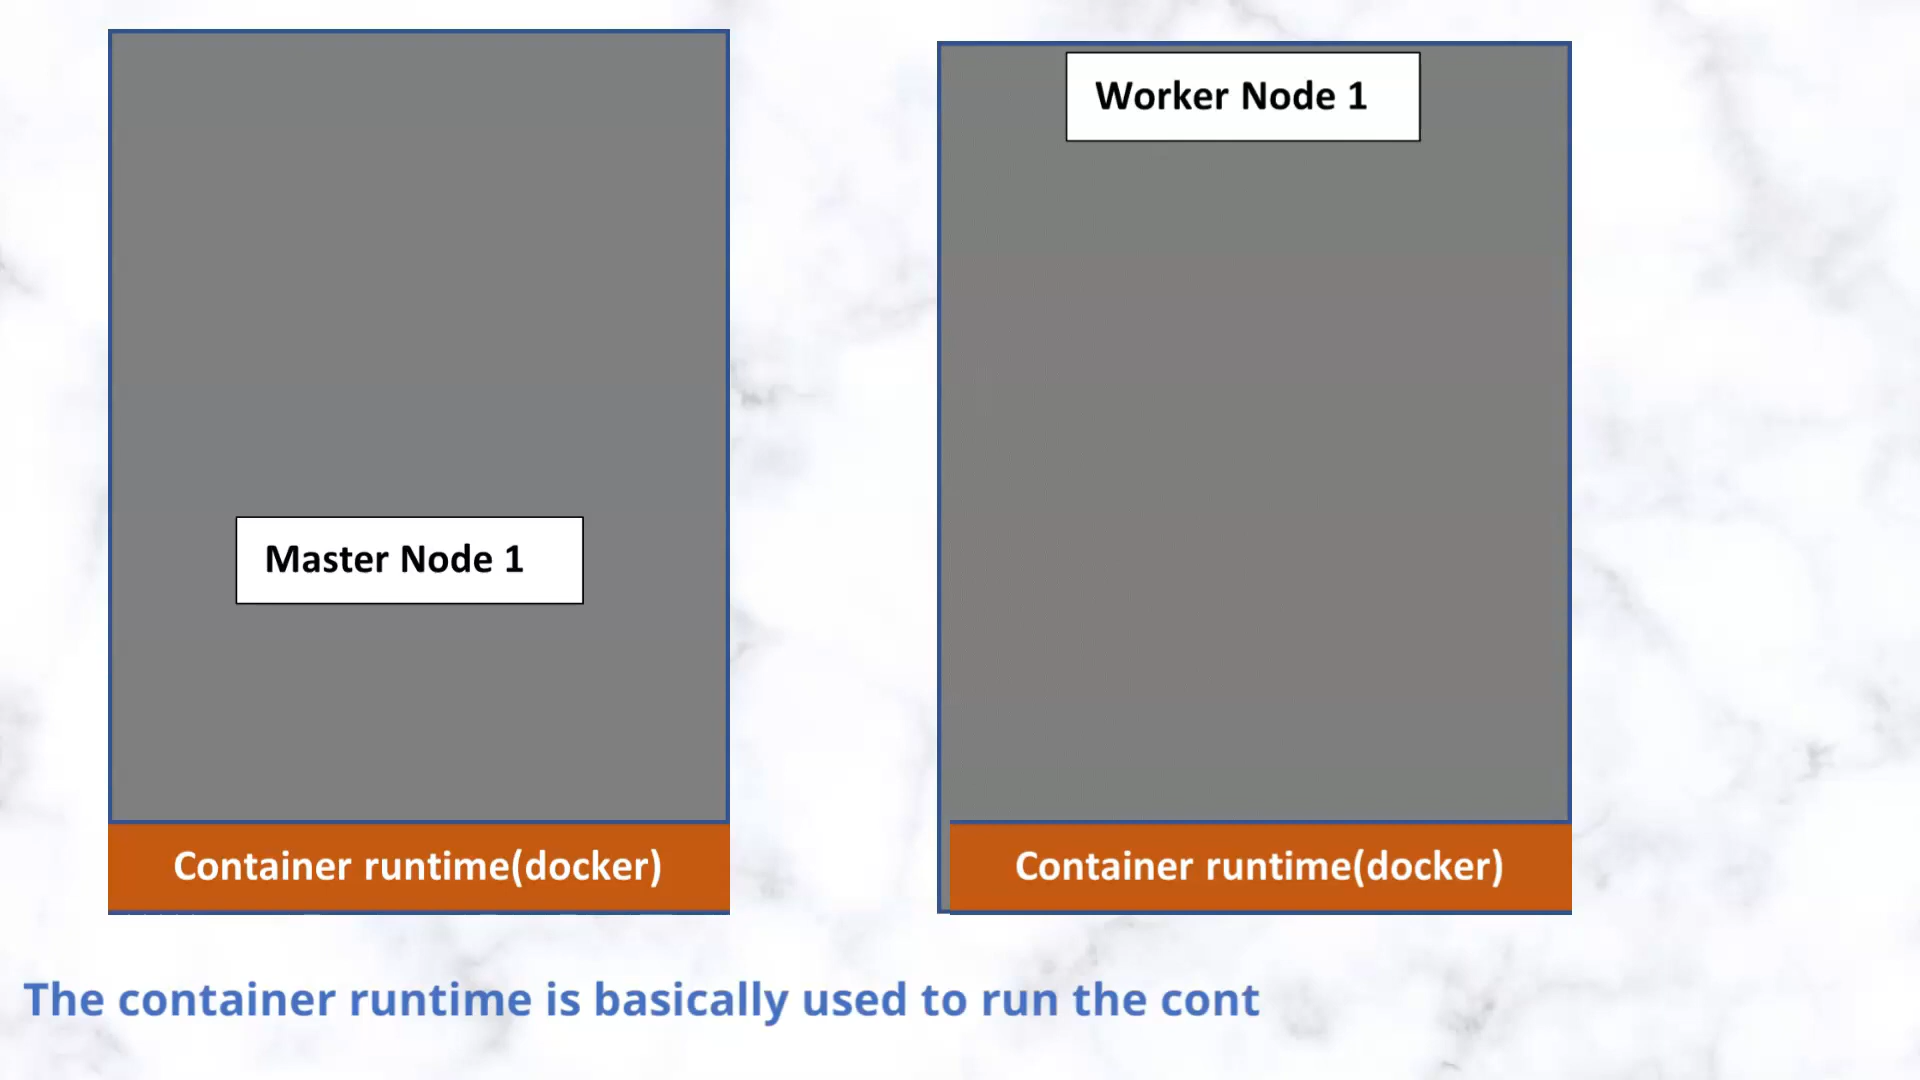 Worker Node 1
Master Node 1
Container runtime(docker)
Container runtime(docker)
The container runtime is basically used to run the cont